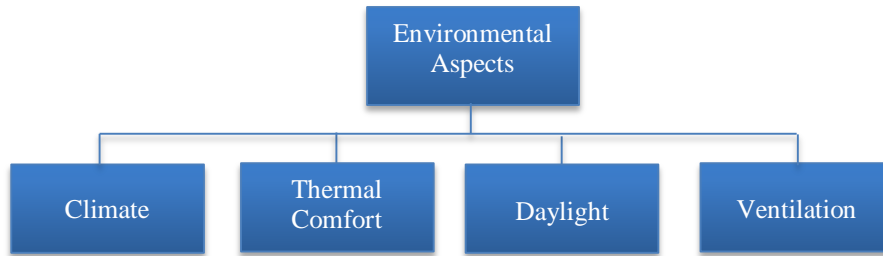 Environmental
Aspects
Climate
Thermal
Comfort
Daylight
Ventilation